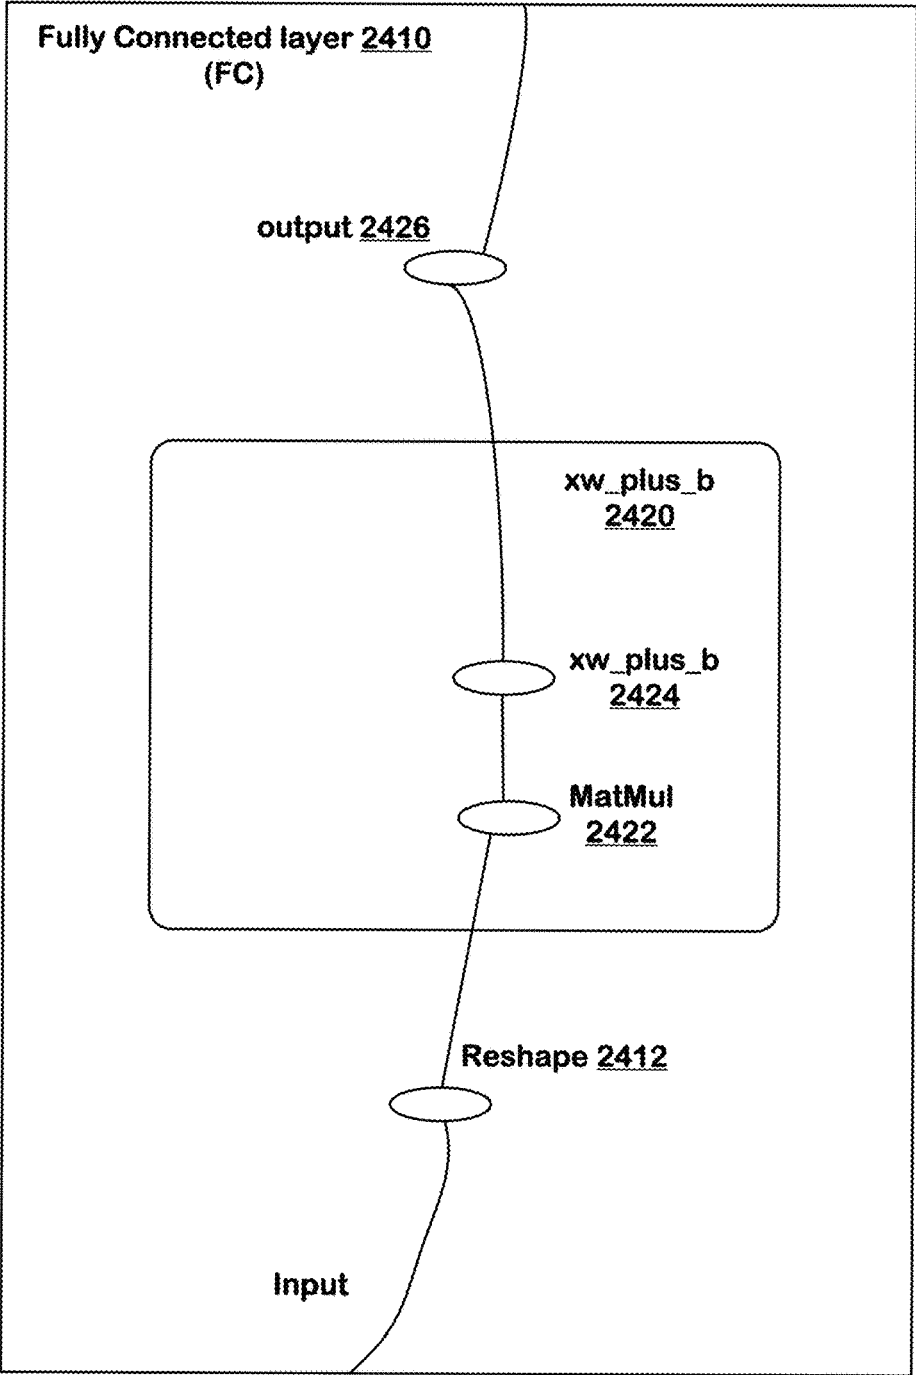 Fully Connected layer 2410
(FC)
output 2426
xw_plus_b
2420
xw_plus_b
2424
MatMul
2422
Reshape 2412
Input